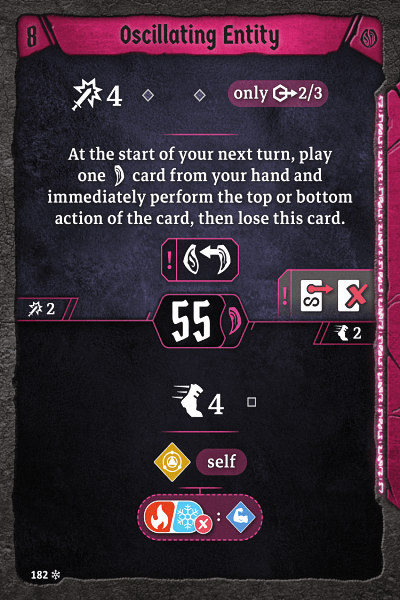 8 Oscillating Entity
4 only 2/3
At the start of your next turn, play
one card from your hand and
immediately perform the top or bottom
action of the card, then lose this card.
!
!
2 55 2
4
self
:
182